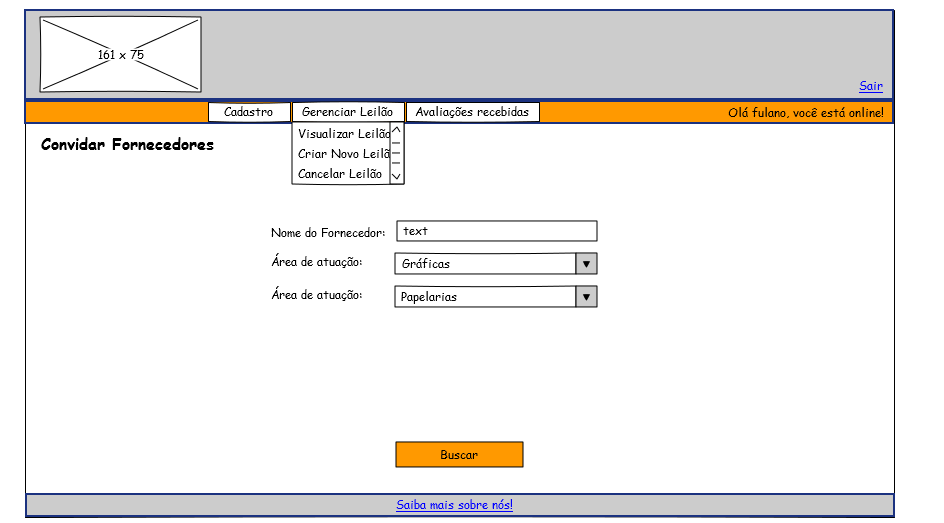 161 x 75
Sair
Cadastro Gerenciar Leilão Avaliações recebidas Olá fulano, você está online!
Visualizar Leilão
Criar Novo Leilã
Cancelar Leilão
Convidar Fornecedores
Nome do Fornecedor: text
Área de atuação: Gráficas
Área de atuação: Papelarias
Buscar
Saiba mais sobre nós!